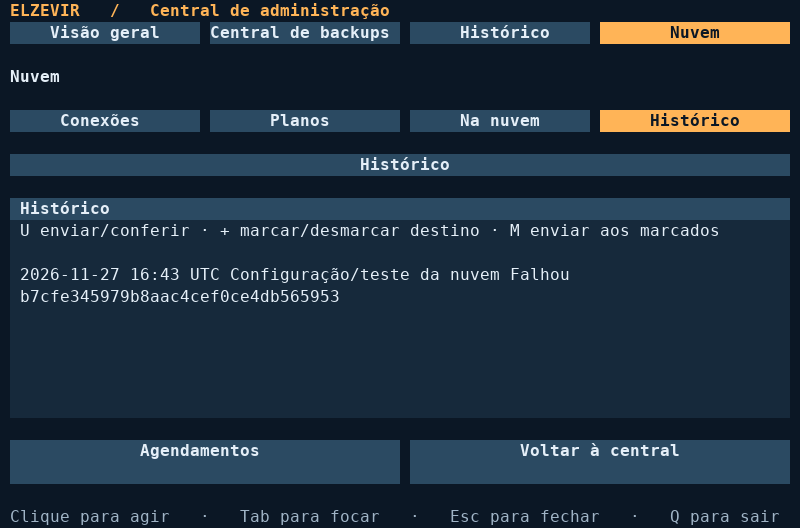 ELZEVIR / Central de administração
Visão geral Central de backups Histórico Nuvem
Nuvem
Conexões Planos Na nuvem Histórico
Histórico
Histórico
U enviar/conferir · + marcar/desmarcar destino · M enviar aos marcados
2026-11-27 16:43 UTC Configuração/teste da nuvem Falhou
b7cfe345979b8aac4cef0ce4db565953
Agendamentos Voltar à central
Clique para agir · Tab para focar · Esc para fechar · Q para sair